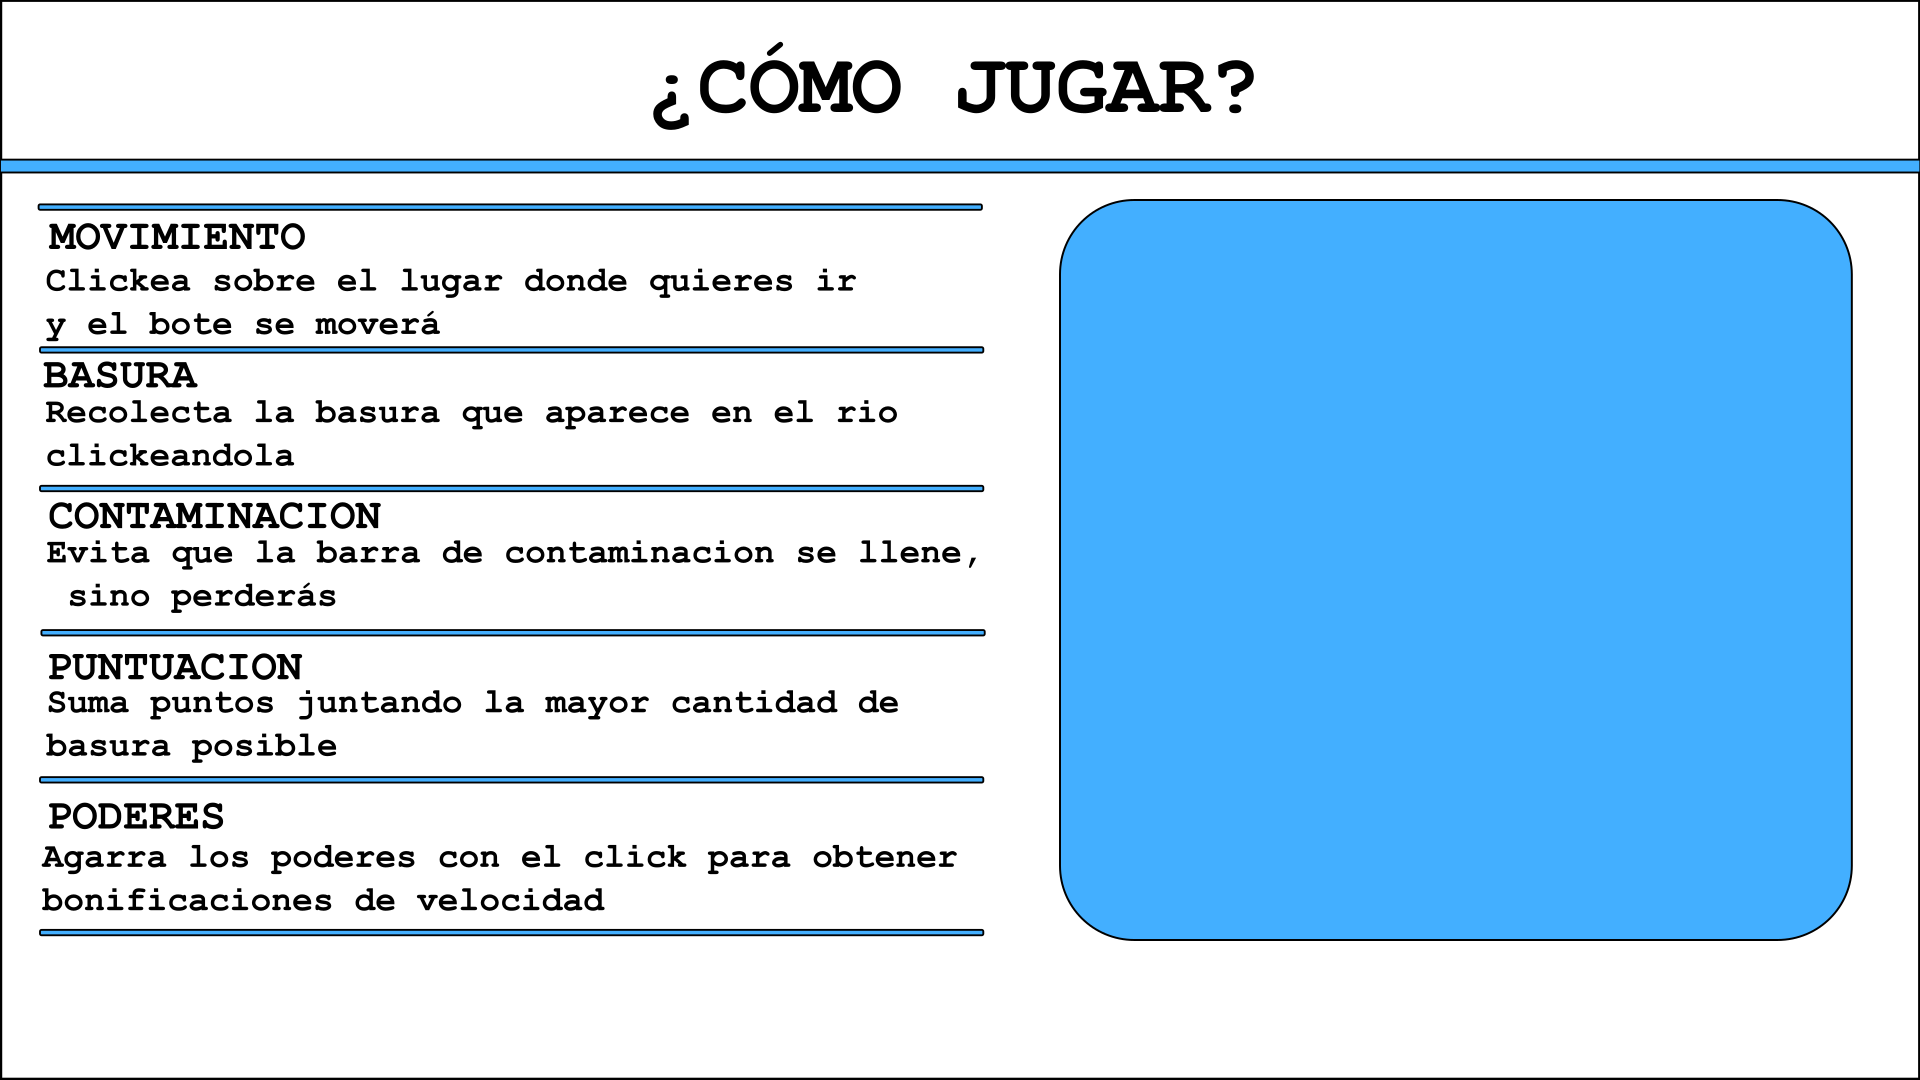 ¿CÓMO JUGAR?
MOVIMIENTO
Clickea sobre el lugar donde quieres ir
y el bote se moverá
BASURA
Recolecta la basura que aparece en el rio
clickeandola
CONTAMINACION
Evita que la barra de contaminacion se llene,
sino perderás
PUNTUACION
Suma puntos juntando la mayor cantidad de
basura posible
PODERES
Agarra los poderes con el click para obtener
bonificaciones de velocidad